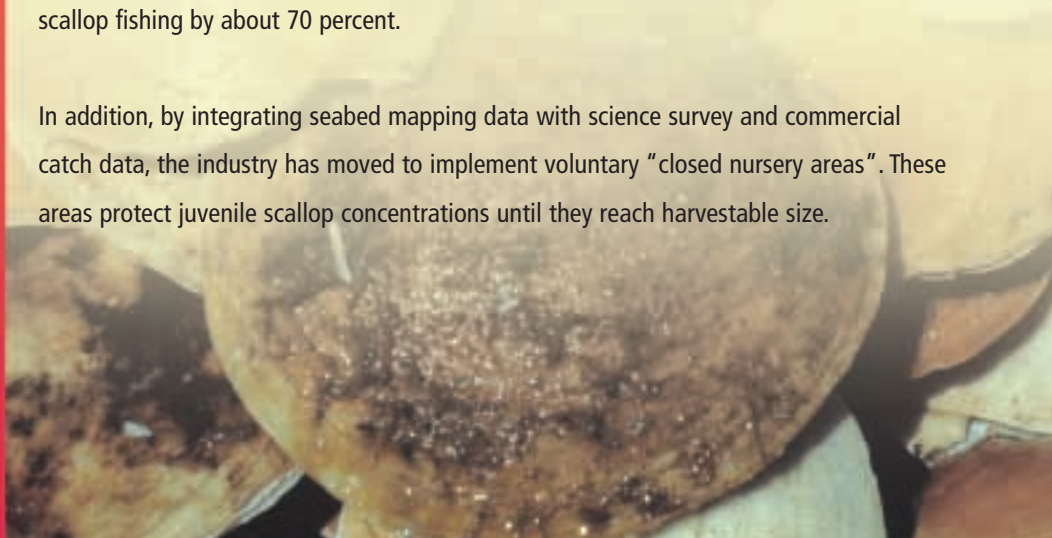 scallop fishing by about 70 percent.
In addition, by integrating seabed mapping data with science survey and commercial
catch data, the industry has moved to implement voluntary “closed nursery areas”. These
areas protect juvenile scallop concentrations until they reach harvestable size.